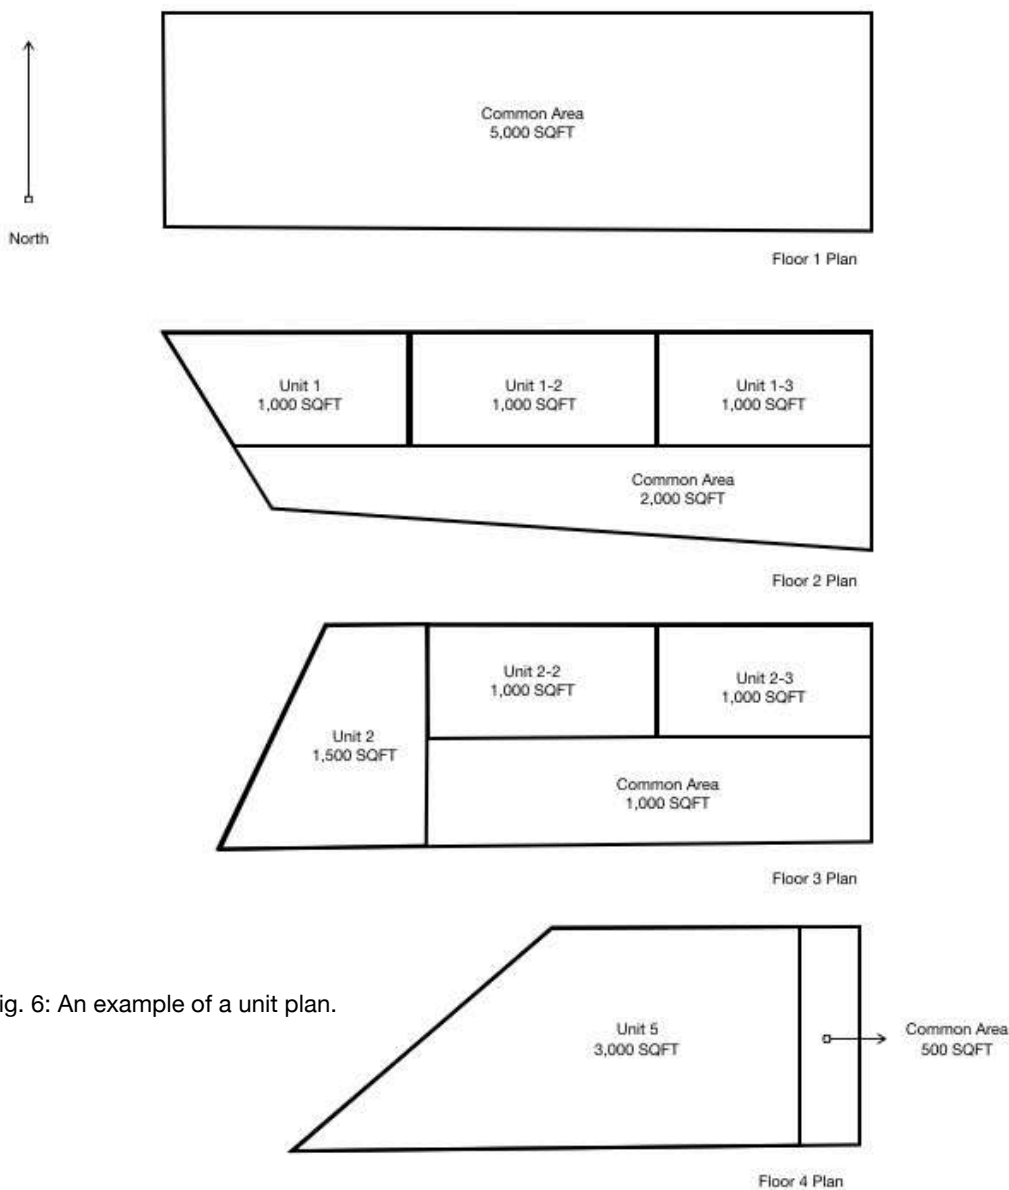 Common Area
5,000 SQFT
North
Floor 1 Plan
Unit 1
1,000 SQFT
Unit 1-2
1,000 SQFT
Unit 1-3
1,000 SQFT
Common Area
2,000 SQFT
Floor 2 Plan
Unit 2-2
1,000 SQFT
Unit 2-3
1,000 SQFT
Unit 2
1,500 SQFT
Common Area
1,000 SQFT
Floor 3 Plan
ig. 6: An example of a unit plan.
Unit 5
3,000 SQFT
Common Area
500 SQFT
Floor 4 Plan